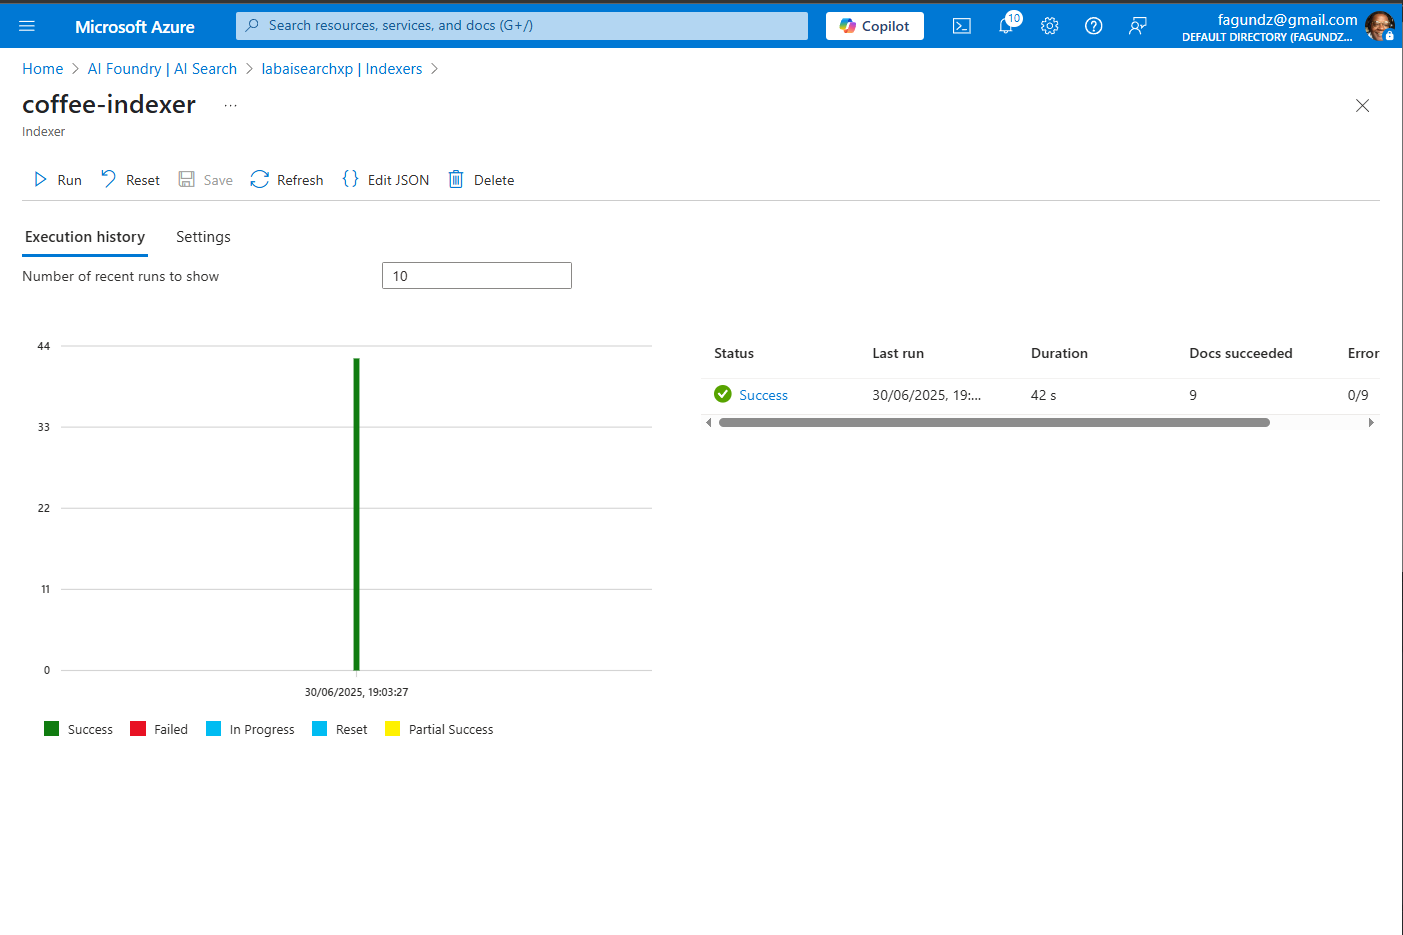 Microsoft Azure
Search resources, services, and docs (G+/)
Copilot
10
fagundz@gmail.com
DEFAULT DIRECTORY (FAGUNDZ...
Home > AI Foundry | AI Search > labaisearchxp | Indexers >
coffee-indexer ...
Indexer
Run Reset Save Refresh {} Edit JSON Delete
Execution history Settings
Number of recent runs to show 10
44
33
22
11
0
30/06/2025, 19:03:27
Success Failed In Progress Reset Partial Success
Status Last run Duration Docs succeeded Error
Success 30/06/2025, 19:... 42 s 9 0/9